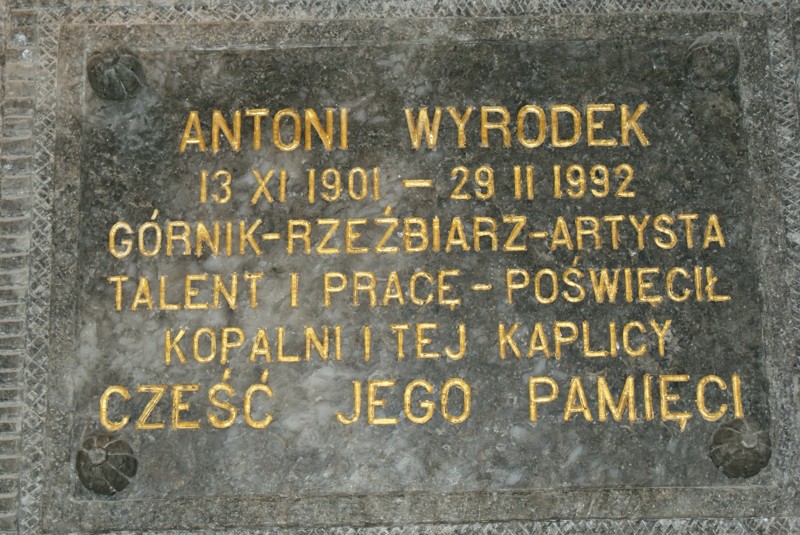 ANTONI WYRODEK
13 XI 1901 – 29 II 1992
GÓRNIK-RZEŹBIARZ-ARTYSTA
TALENT I PRACĘ - POŚWIĘCIŁ
KOPALNI I TEJ KAPLICY
CZEŚĆ JEGO PAMIĘCI